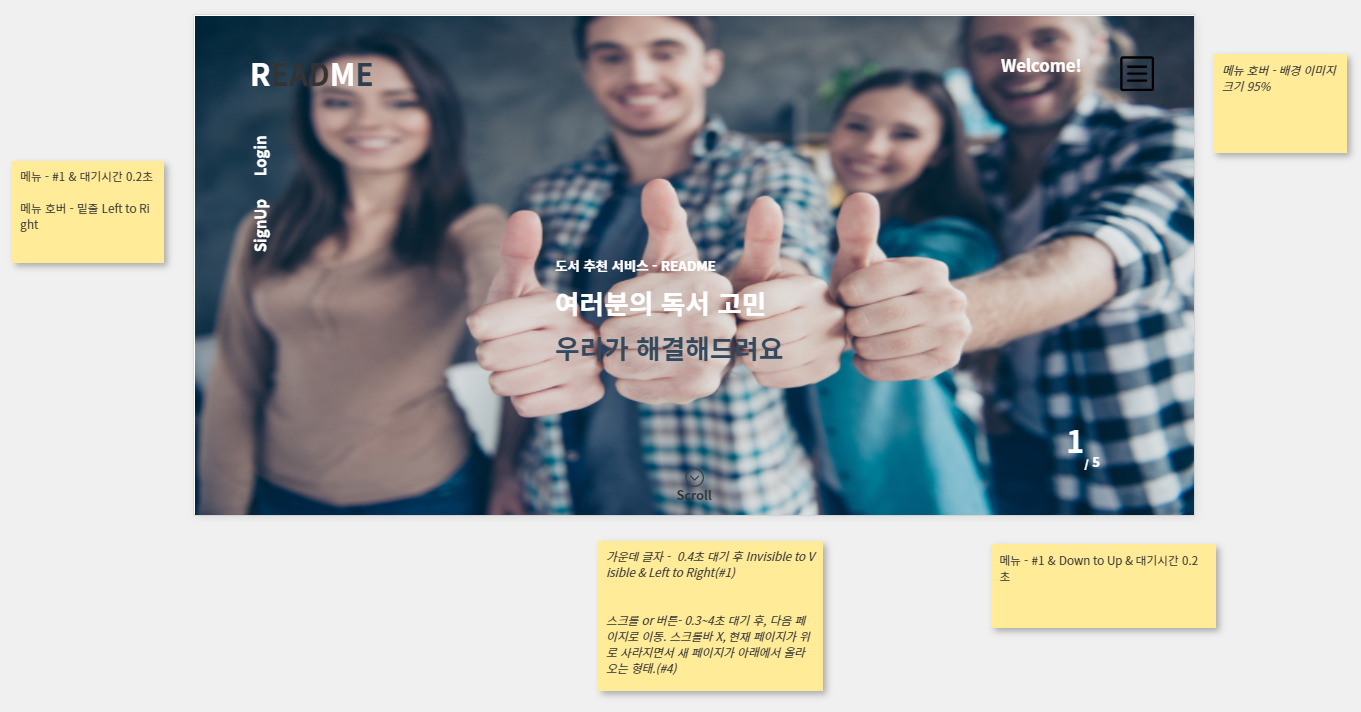 README
Welcome!
메뉴 호버 - 배경 이미지
크기 95%
Login
SignUp
메뉴 - #1 & 대기시간 0.2초
메뉴 호버 - 밑줄 Left to Ri
ght
도서 추천 서비스 - README
여러분의 독서 고민
우리가 해결해드려요
1
/ 5
Scroll
가운데 글자 - 0.4초 대기 후 Invisible to V
isible & Left to Right(#1)
스크롤 or 버튼- 0.3~4초 대기 후, 다음 페
이지로 이동. 스크롤바 X, 현재 페이지가 위
로 사라지면서 새 페이지가 아래에서 올라
오는 형태.(#4)
메뉴 - #1 & Down to Up & 대기시간 0.2
초